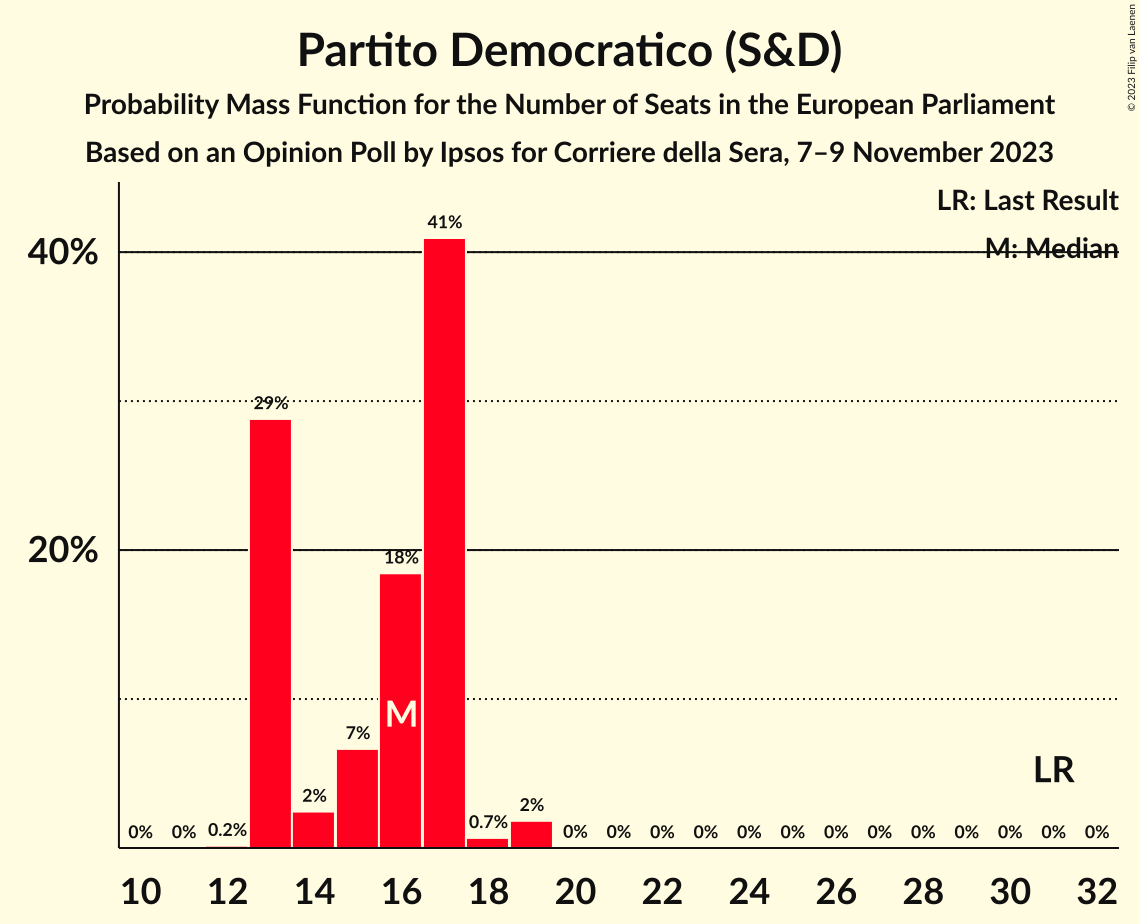 Partito Democratico (S&D)
Probability Mass Function for the Number of Seats in the European Parliament
Based on an Opinion Poll by Ipsos for Corriere della Sera, 7–9 November 2023
© 2023 Filip van Laenen
LR: Last Result
M: Median
40%
20%
0%
0%
0.2%
29%
2%
7%
18%
41%
0.7%
2%
0%
0%
0%
0%
0%
0%
0%
0%
0%
0%
0%
0%
0%
M
LR
10 12 14 16 18 20 22 24 26 28 30 32